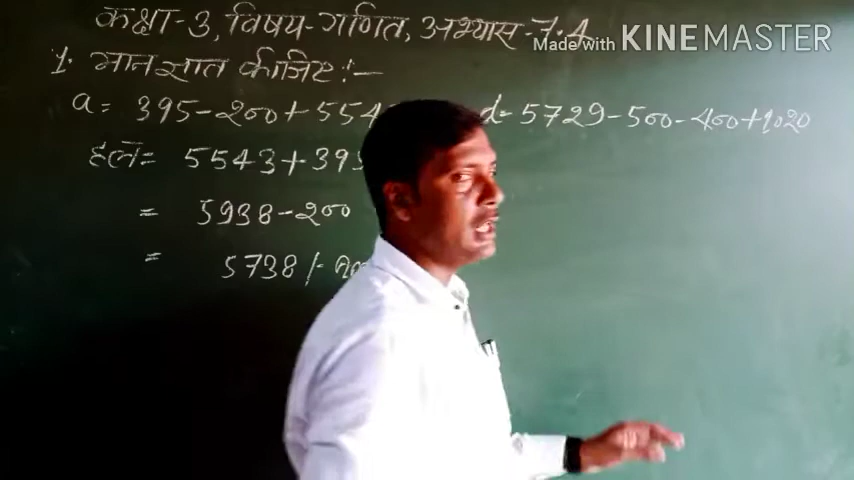 कक्षा-3, विषय-गणित, अभ्यास-7.4
Made with KINEMASTER
1. मान ज्ञात कीजिए:-
a= 395-200+554
d= 5729-500-400+1020
हल= 5543+39
= 5938-200
= 5738/-